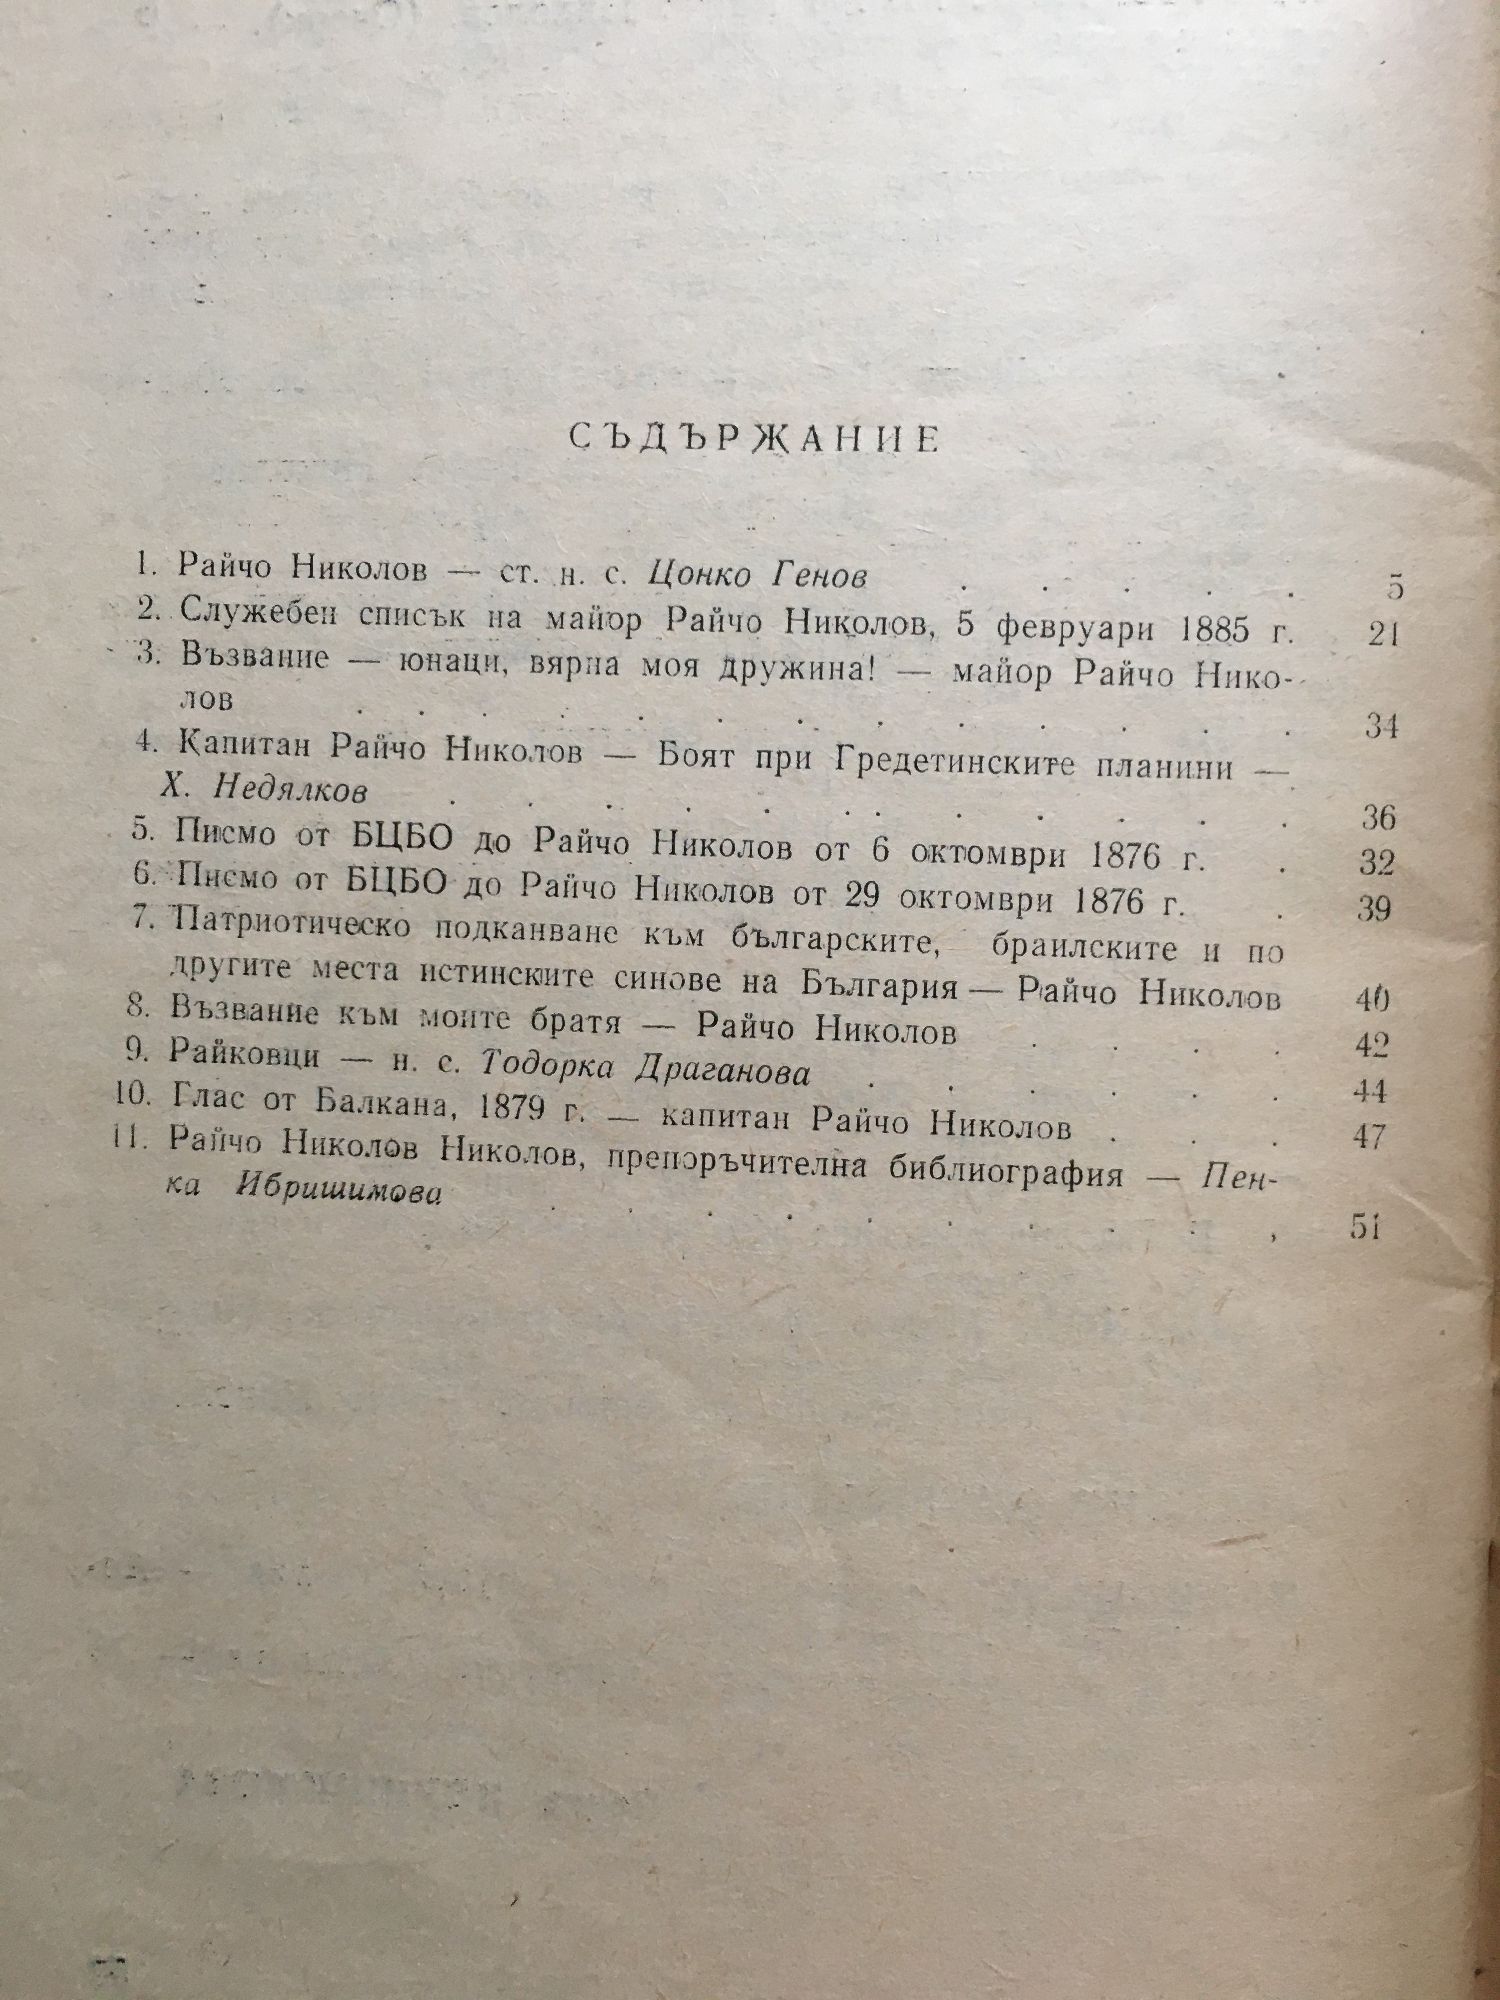 СЪДЪРЖАНИЕ
1. Райчо Николов — ст. н. с. Цонко Генов . . . . . 5
2. Служебен списък на майор Райчо Николов, 5 февруари 1885 г. 21
3. Възвание — юнаци, вярна моя дружина! — майор Райчо Нико-
лов . . . . . . . . . . . . 34
4. Капитан Райчо Николов — Боят при Гредетинските планини —
Х. Недялков . . . . . . . . . . . 36
5. Писмо от БЦБО до Райчо Николов от 6 октомври 1876 г. . 32
6. Писмо от БЦБО до Райчо Николов от 29 октомври 1876 г. . 39
7. Патриотическо подканване към българските, браилските и по
другите места истинските синове на България — Райчо Николов 40
8. Възвание към моите братя — Райчо Николов . . . . 42
9. Райковци — н. с. Тодорка Драганова . . . . . . 44
10. Глас от Балкана, 1879 г. — капитан Райчо Николов . . . 47
11. Райчо Николов Николов, препоръчителна библиография — Пен-
ка Ибришимова . . . . . . . . . , 51